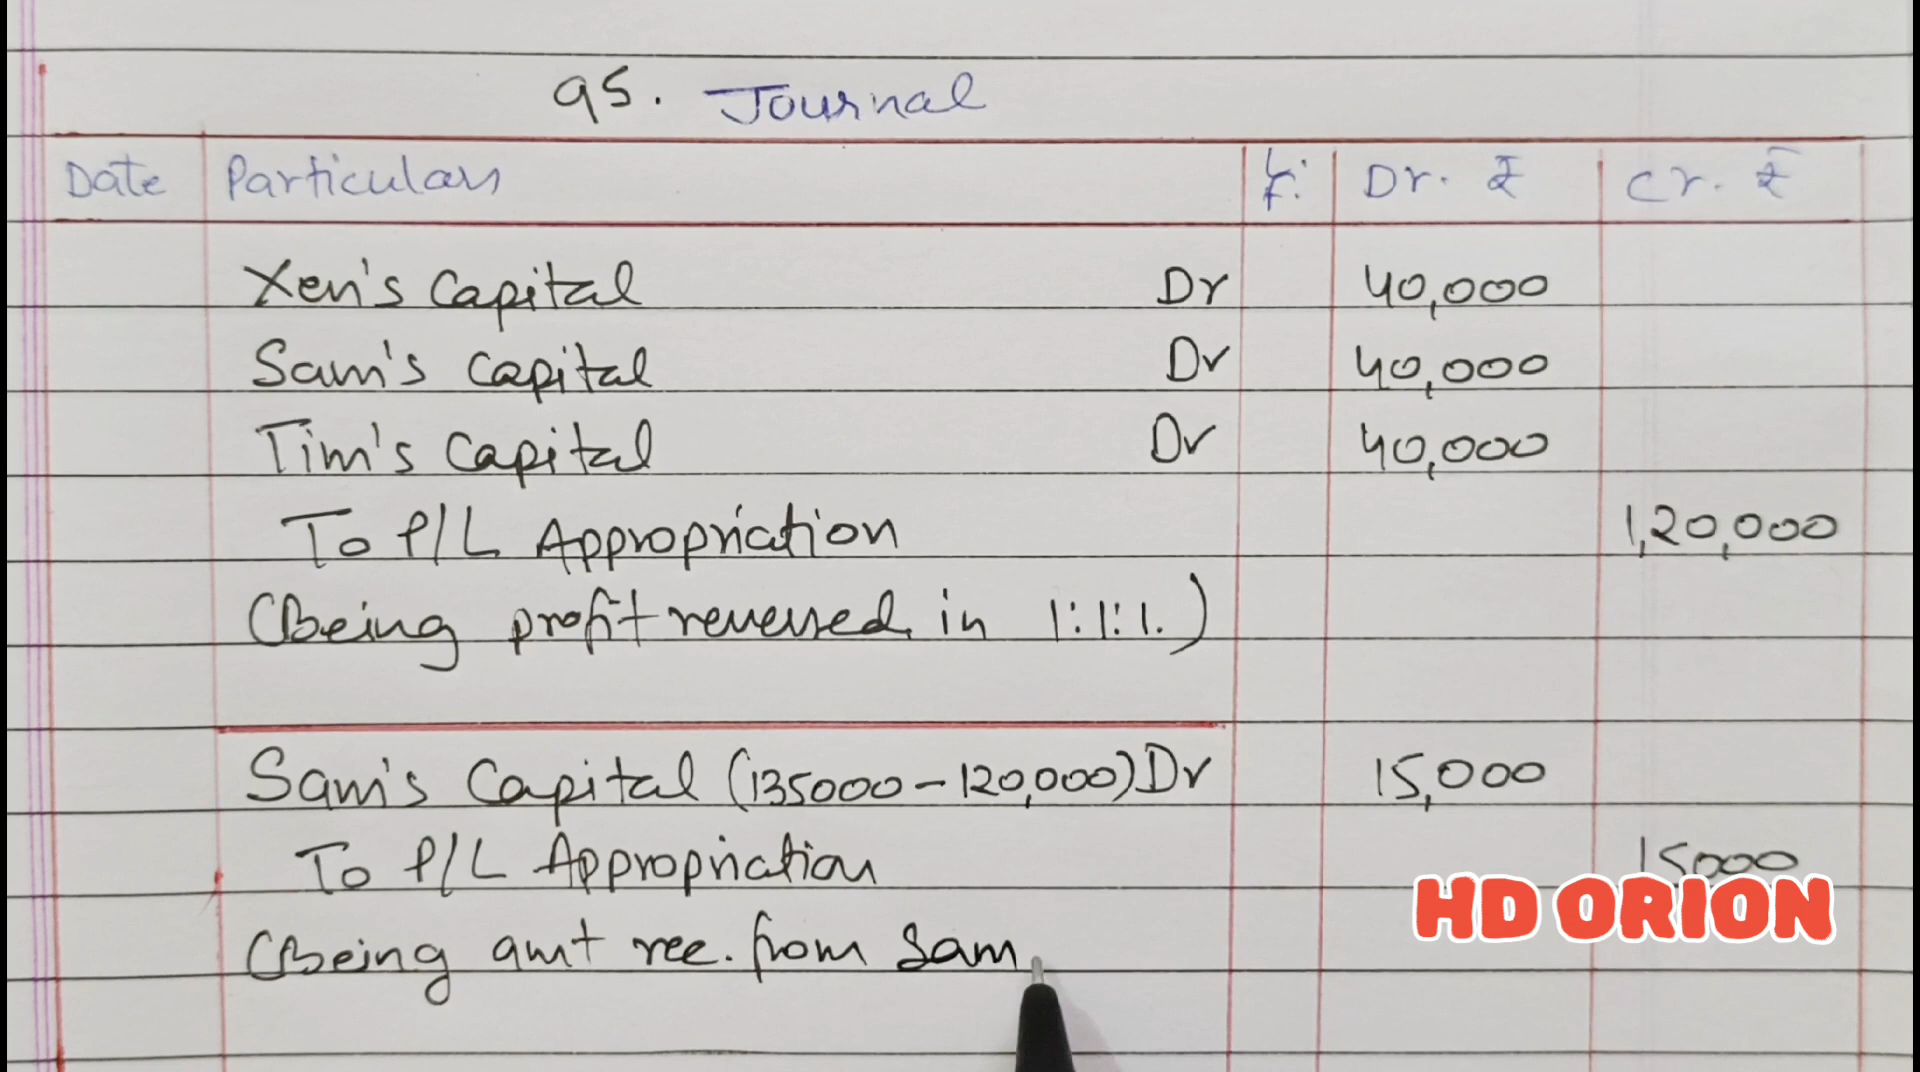 95. Journal
Date Particulars L.F. Dr. ₹ Cr. ₹
Xen's Capital Dr 40,000
Sam's Capital Dr 40,000
Tim's Capital Dr 40,000
To P/L Appropriation 1,20,000
(Being profit reversed in 1:1:1.)
Sam's Capital (135000-120,000) Dr 15,000
To P/L Appropriation 15000
(Being amt rec. from Sam
HD ORION